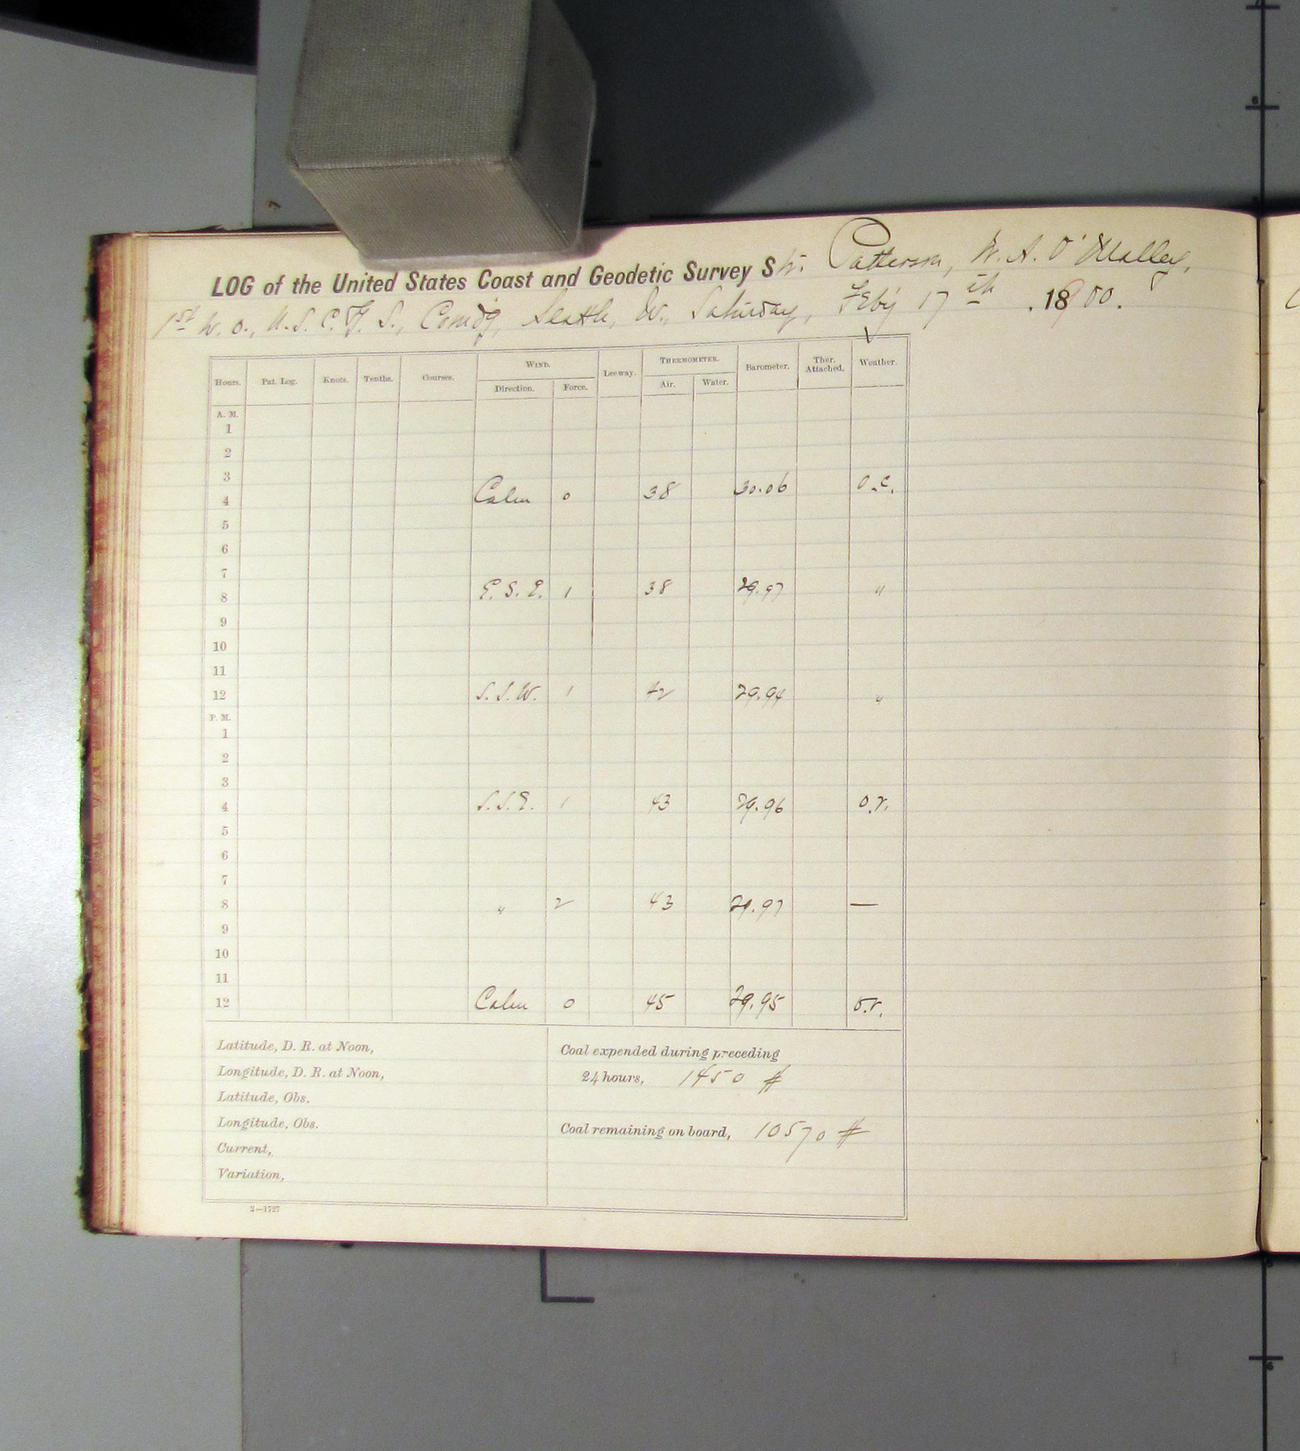 LOG of the United States Coast and Geodetic Survey Str. Patterson, W. A. O'Malley,
1st W. O., U.S.C.&G.S., Comd'g, Seattle, W., Saturday, Feb'y 17th, 1900.
Hours. Pat. Log. Knots. Tenths. Courses. WIND. Leeway. THERMOMETER. Barometer. Ther. Attached. Weather.
Direction. Force. Air. Water.
A. M.
1
2
3
4 Calm 0 38 30.06 o.c.
5
6
7
8 E.S.E. 1 38 29.97 "
9
10
11
12 S.S.W. 1 42 29.94 "
P. M.
1
2
3
4 S.S.E. 1 43 29.96 o.r.
5
6
7
8 " 2 43 29.97 —
9
10
11
12 Calm 0 45 29.95 o.r.
Latitude, D. R. at Noon,
Longitude, D. R. at Noon,
Latitude, Obs.
Longitude, Obs.
Current,
Variation,
Coal expended during preceding
24 hours, 1450 #
Coal remaining on board, 10570 #
2—1727